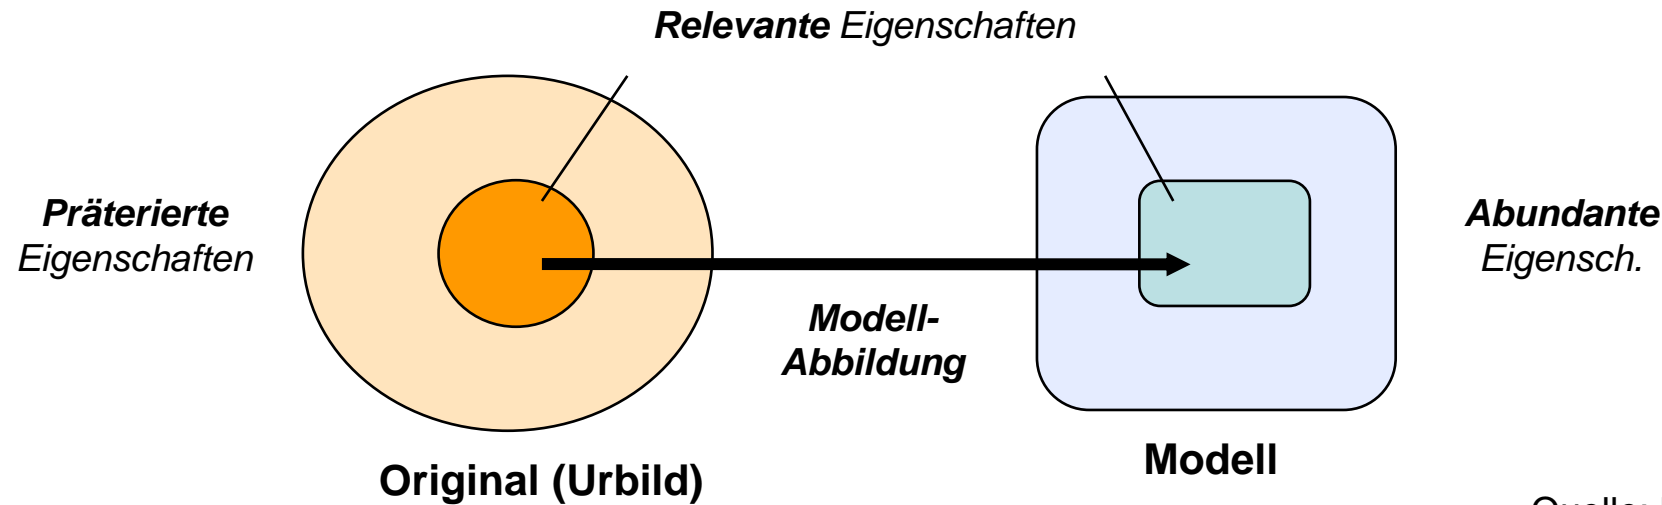 Relevante Eigenschaften
Präterierte
Eigenschaften
Abundante
Eigensch.
Modell-
Abbildung
Original (Urbild)
Modell